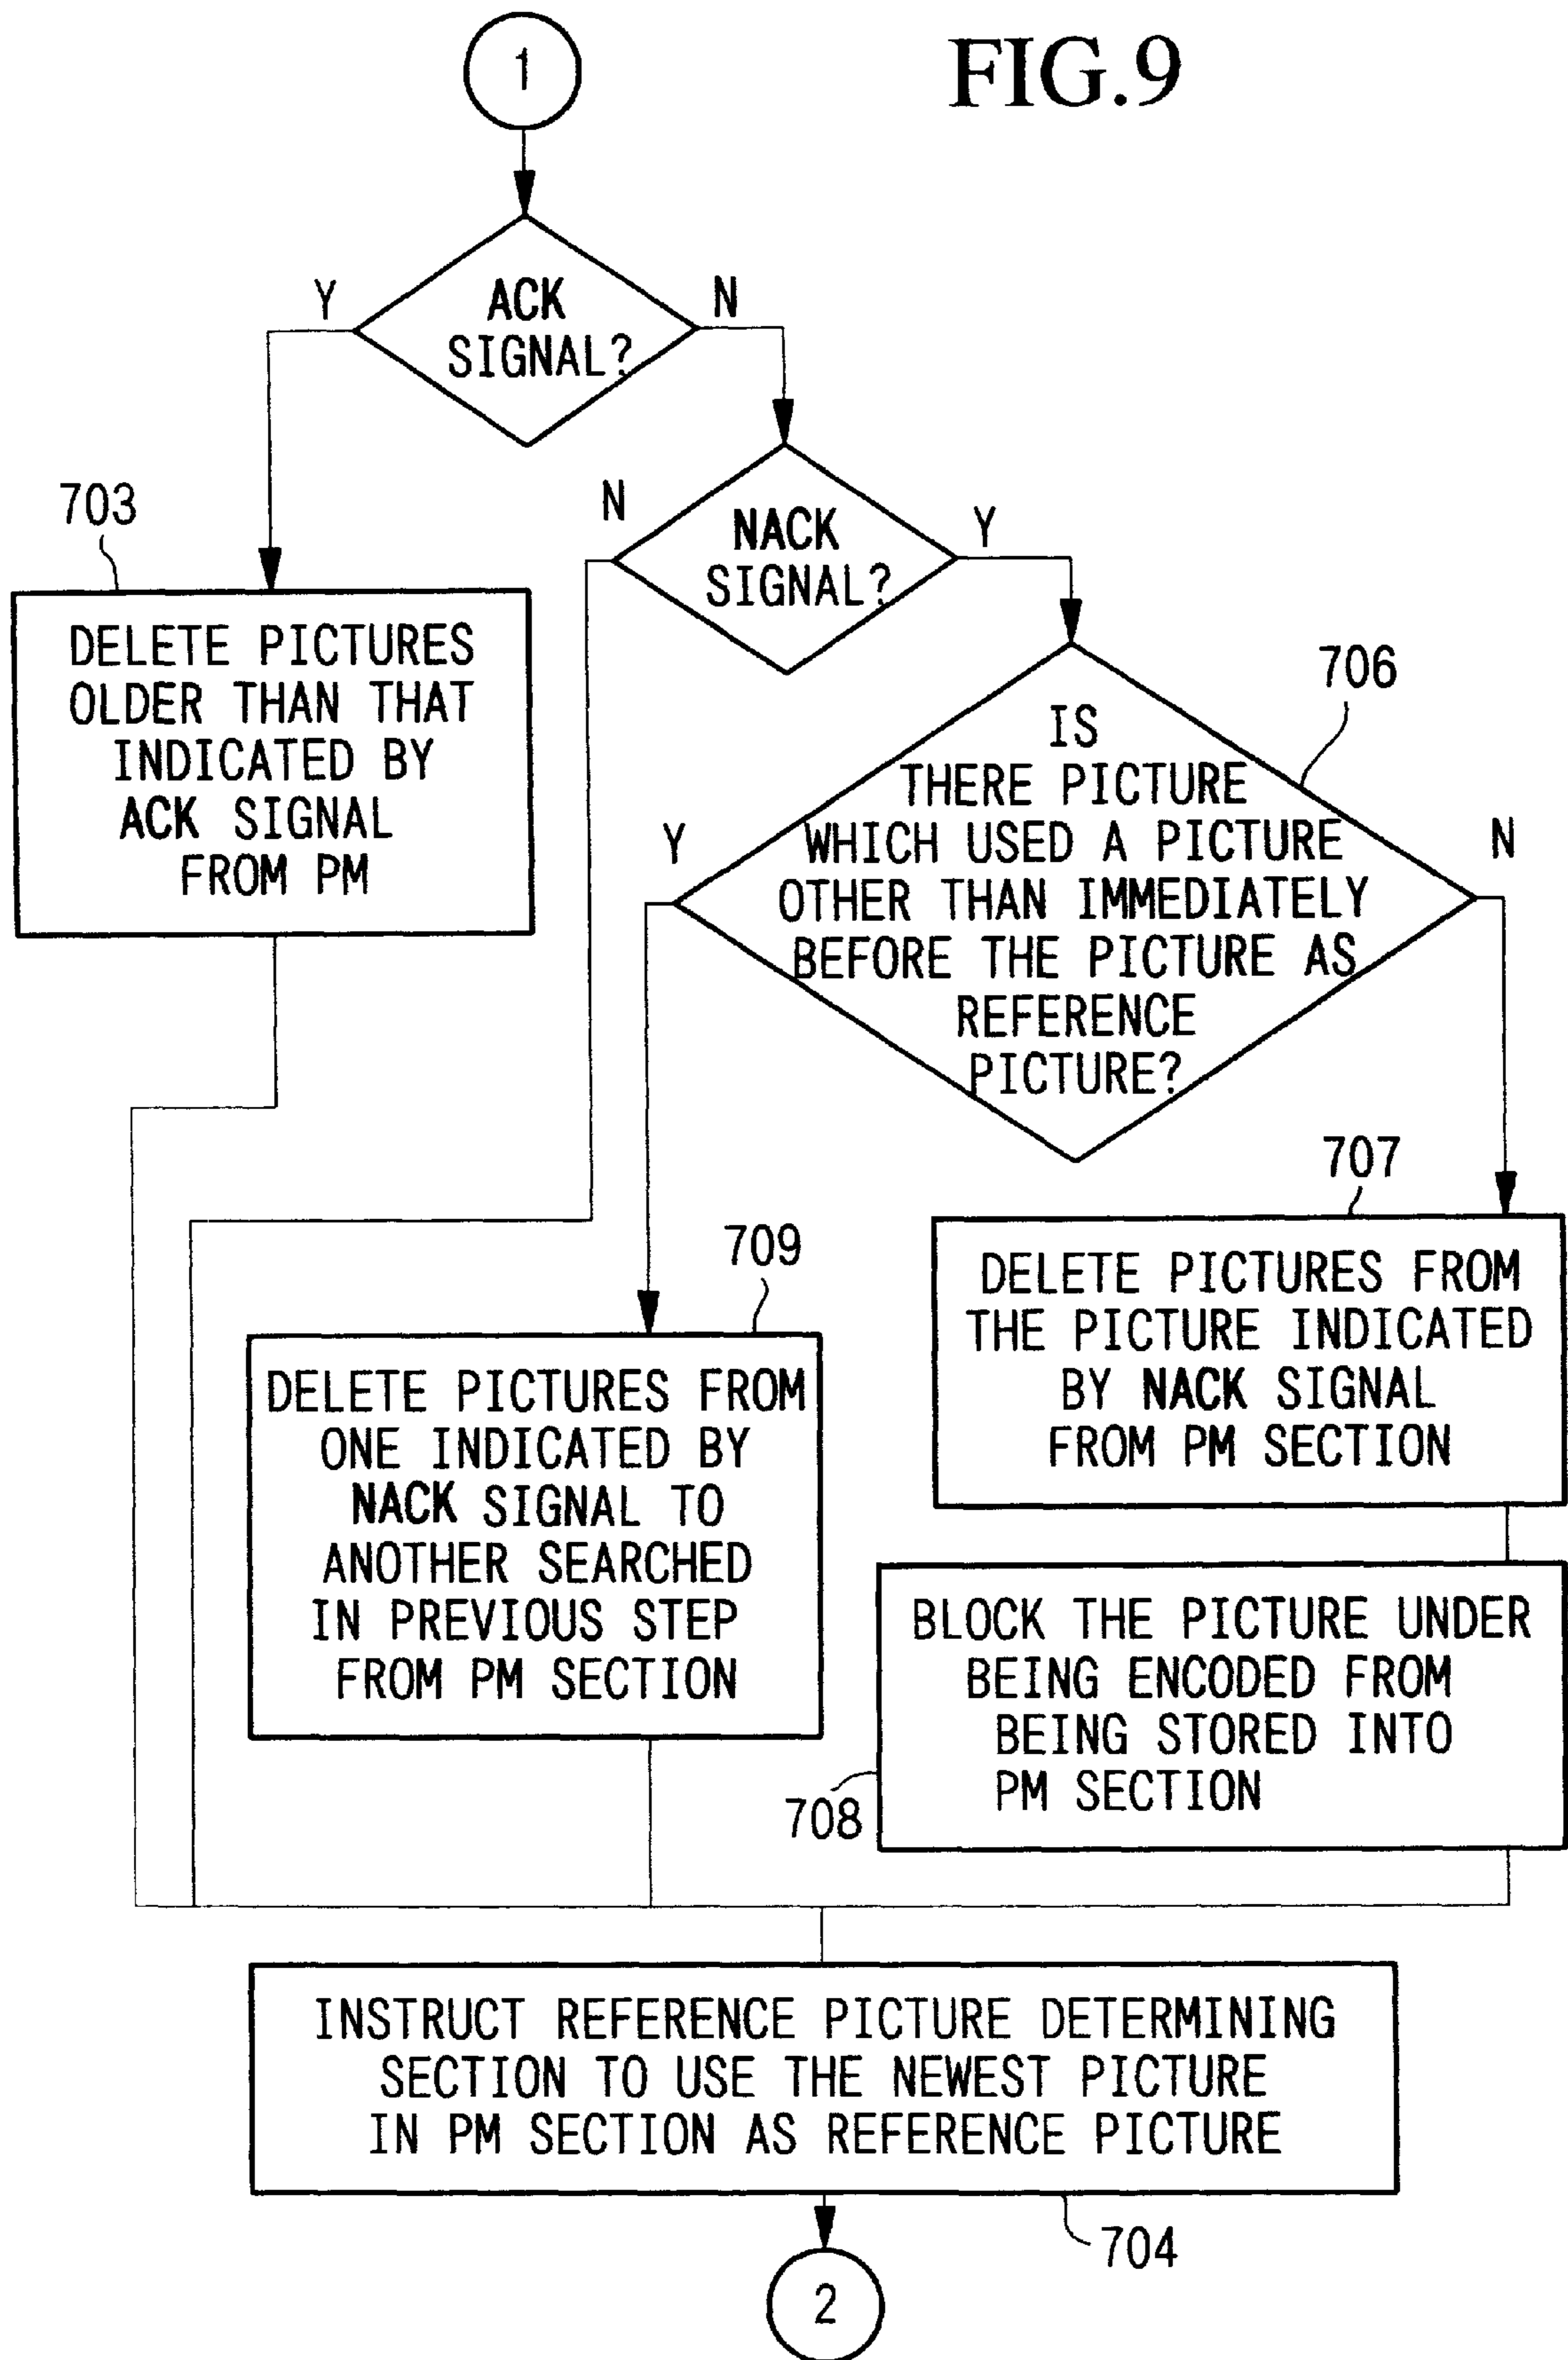 FIG.9
1
ACK
SIGNAL?
Y
N
NACK
SIGNAL?
N
Y
703
DELETE PICTURES
OLDER THAN THAT
INDICATED BY
ACK SIGNAL
FROM PM
706
IS
THERE PICTURE
WHICH USED A PICTURE
OTHER THAN IMMEDIATELY
BEFORE THE PICTURE AS
REFERENCE
PICTURE?
Y
N
709
DELETE PICTURES FROM
ONE INDICATED BY
NACK SIGNAL TO
ANOTHER SEARCHED
IN PREVIOUS STEP
FROM PM SECTION
707
DELETE PICTURES FROM
THE PICTURE INDICATED
BY NACK SIGNAL
FROM PM SECTION
BLOCK THE PICTURE UNDER
BEING ENCODED FROM
BEING STORED INTO
PM SECTION
708
INSTRUCT REFERENCE PICTURE DETERMINING
SECTION TO USE THE NEWEST PICTURE
IN PM SECTION AS REFERENCE PICTURE
704
2